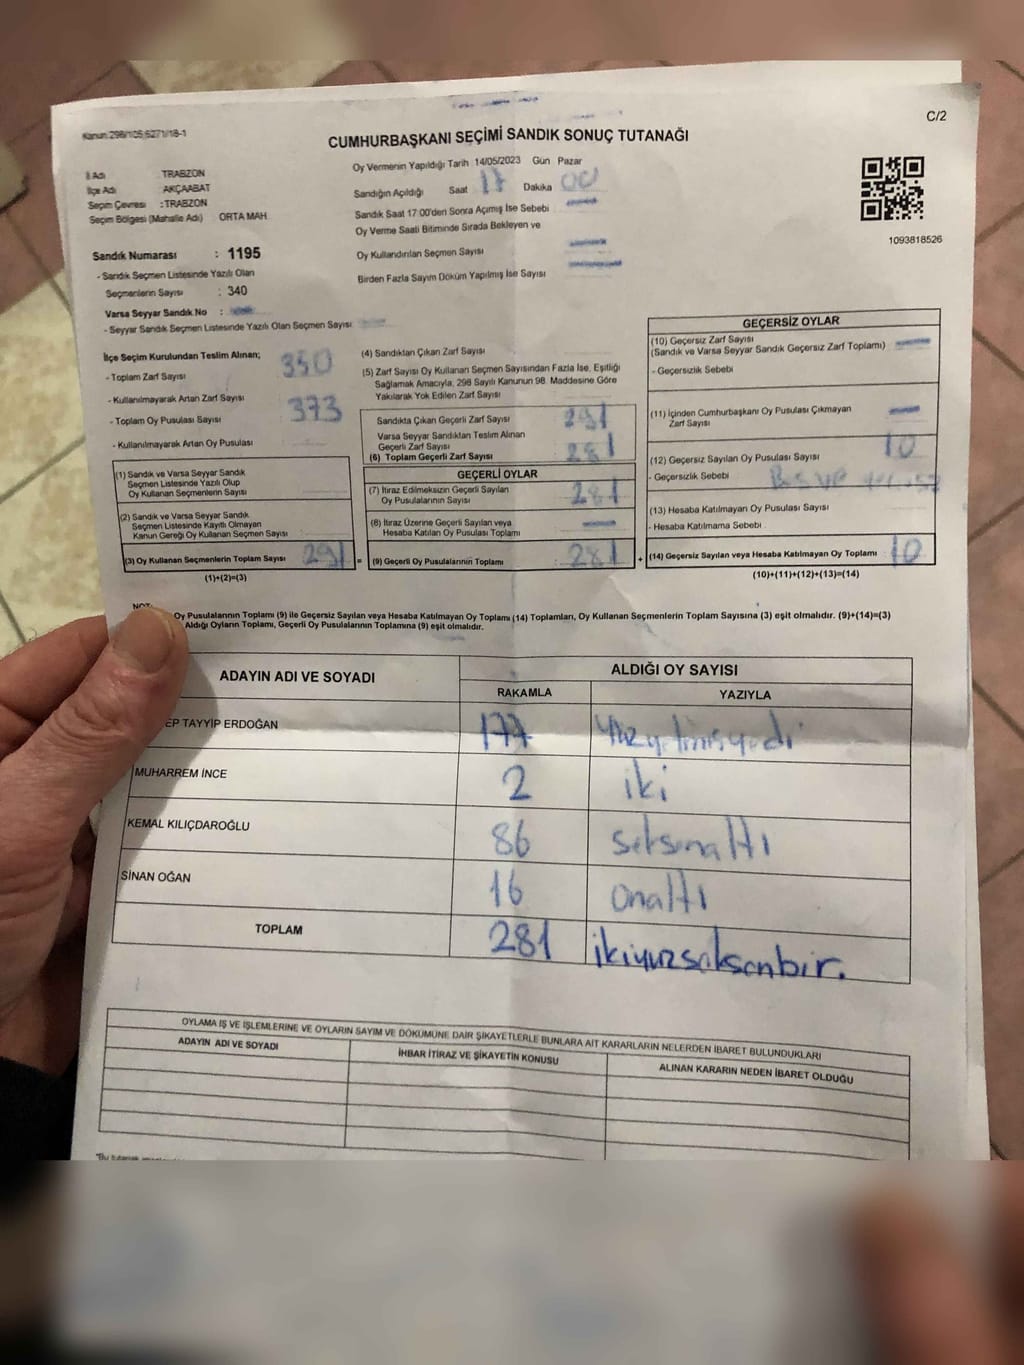 Kanun:298/105;6271/18-1
C/2
CUMHURBAŞKANI SEÇİMİ SANDIK SONUÇ TUTANAĞI
İl Adı TRABZON
İlçe Adı AKÇAABAT
Seçim Çevresi :TRABZON
Seçim Bölgesi (Mahalle Adı) ORTA MAH.
Oy Vermenin Yapıldığı Tarih 14/05/2023 Gün Pazar
Sandığın Açıldığı Saat 17 Dakika 00
Sandık Saat 17:00'den Sonra Açımış İse Sebebi
Oy Verme Saati Bitiminde Sırada Bekleyen ve
Oy Kullandırılan Seçmen Sayısı
Birden Fazla Sayım Döküm Yapılmış İse Sayısı
1093818526
Sandık Numarası : 1195
- Sandık Seçmen Listesinde Yazılı Olan
Seçmenlerin Sayısı : 340
Varsa Seyyar Sandık No :
- Seyyar Sandık Seçmen Listesinde Yazılı Olan Seçmen Sayısı
İlçe Seçim Kurulundan Teslim Alınan;
- Toplam Zarf Sayısı 350
- Kullanılmayarak Artan Zarf Sayısı
- Toplam Oy Pusulası Sayısı 373
- Kullanılmayarak Artan Oy Pusulası
(1) Sandık ve Varsa Seyyar Sandık
Seçmen Listesinde Yazılı Olup
Oy Kullanan Seçmenlerin Sayısı
(2) Sandık ve Varsa Seyyar Sandık
Seçmen Listesinde Kayıtlı Olmayan
Kanun Gereği Oy Kullanan Seçmen Sayısı
(3) Oy Kullanan Seçmenlerin Toplam Sayısı 291
(1)+(2)=(3)
(4) Sandıktan Çıkan Zarf Sayısı
(5) Zarf Sayısı Oy Kullanan Seçmen Sayısından Fazla İse, Eşitliği
Sağlamak Amacıyla, 298 Sayılı Kanunun 98. Maddesine Göre
Yakılarak Yok Edilen Zarf Sayısı
Sandıkta Çıkan Geçerli Zarf Sayısı 291
Varsa Seyyar Sandıktan Teslim Alınan
Geçerli Zarf Sayısı
(6) Toplam Geçerli Zarf Sayısı 281
GEÇERLİ OYLAR
(7) İtiraz Edilmeksizin Geçerli Sayılan
Oy Pusulalarının Sayısı 281
(8) İtiraz Üzerine Geçerli Sayılan veya
Hesaba Katılan Oy Pusulası Toplamı
= (9) Geçerli Oy Pusulalarının Toplamı 281 +
GEÇERSİZ OYLAR
(10) Geçersiz Zarf Sayısı
(Sandık ve Varsa Seyyar Sandık Geçersiz Zarf Toplamı)
- Geçersizlik Sebebi
(11) İçinden Cumhurbaşkanı Oy Pusulası Çıkmayan
Zarf Sayısı
(12) Geçersiz Sayılan Oy Pusulası Sayısı 10
- Geçersizlik Sebebi
(13) Hesaba Katılmayan Oy Pusulası Sayısı
- Hesaba Katılmama Sebebi
(14) Geçersiz Sayılan veya Hesaba Katılmayan Oy Toplamı 10
(10)+(11)+(12)+(13)=(14)
NOT:
Oy Pusulalarının Toplamı (9) ile Geçersiz Sayılan veya Hesaba Katılmayan Oy Toplamı (14) Toplamları, Oy Kullanan Seçmenlerin Toplam Sayısına (3) eşit olmalıdır. (9)+(14)=(3)
Aldığı Oyların Toplamı, Geçerli Oy Pusulalarının Toplamına (9) eşit olmalıdır.
ADAYIN ADI VE SOYADI
ALDIĞI OY SAYISI
RAKAMLA YAZIYLA
EP TAYYİP ERDOĞAN 177 Yüzyetmişyedi
MUHARREM İNCE 2 iki
KEMAL KILIÇDAROĞLU 86 seksenaltı
SİNAN OĞAN 16 onaltı
TOPLAM 281 ikiyüzseksenbir.
OYLAMA İŞ VE İŞLEMLERİNE VE OYLARIN SAYIM VE DÖKÜMÜNE DAİR ŞİKAYETLERLE BUNLARA AİT KARARLARIN NELERDEN İBARET BULUNDUKLARI
ADAYIN ADI VE SOYADI
İHBAR İTİRAZ VE ŞİKAYETİN KONUSU
ALINAN KARARIN NEDEN İBARET OLDUĞU